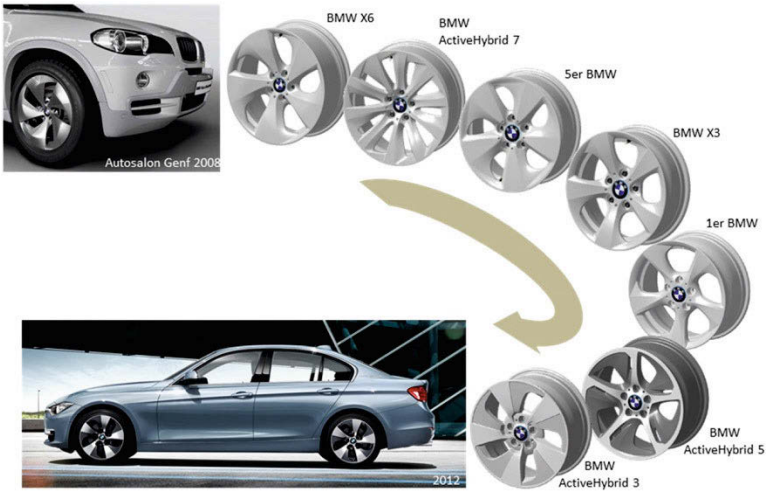 BMW X6
BMW
ActiveHybrid 7
5er BMW
BMW X3
1er BMW
Autosalon Genf 2008
BMW
ActiveHybrid 5
BMW
ActiveHybrid 3
2012